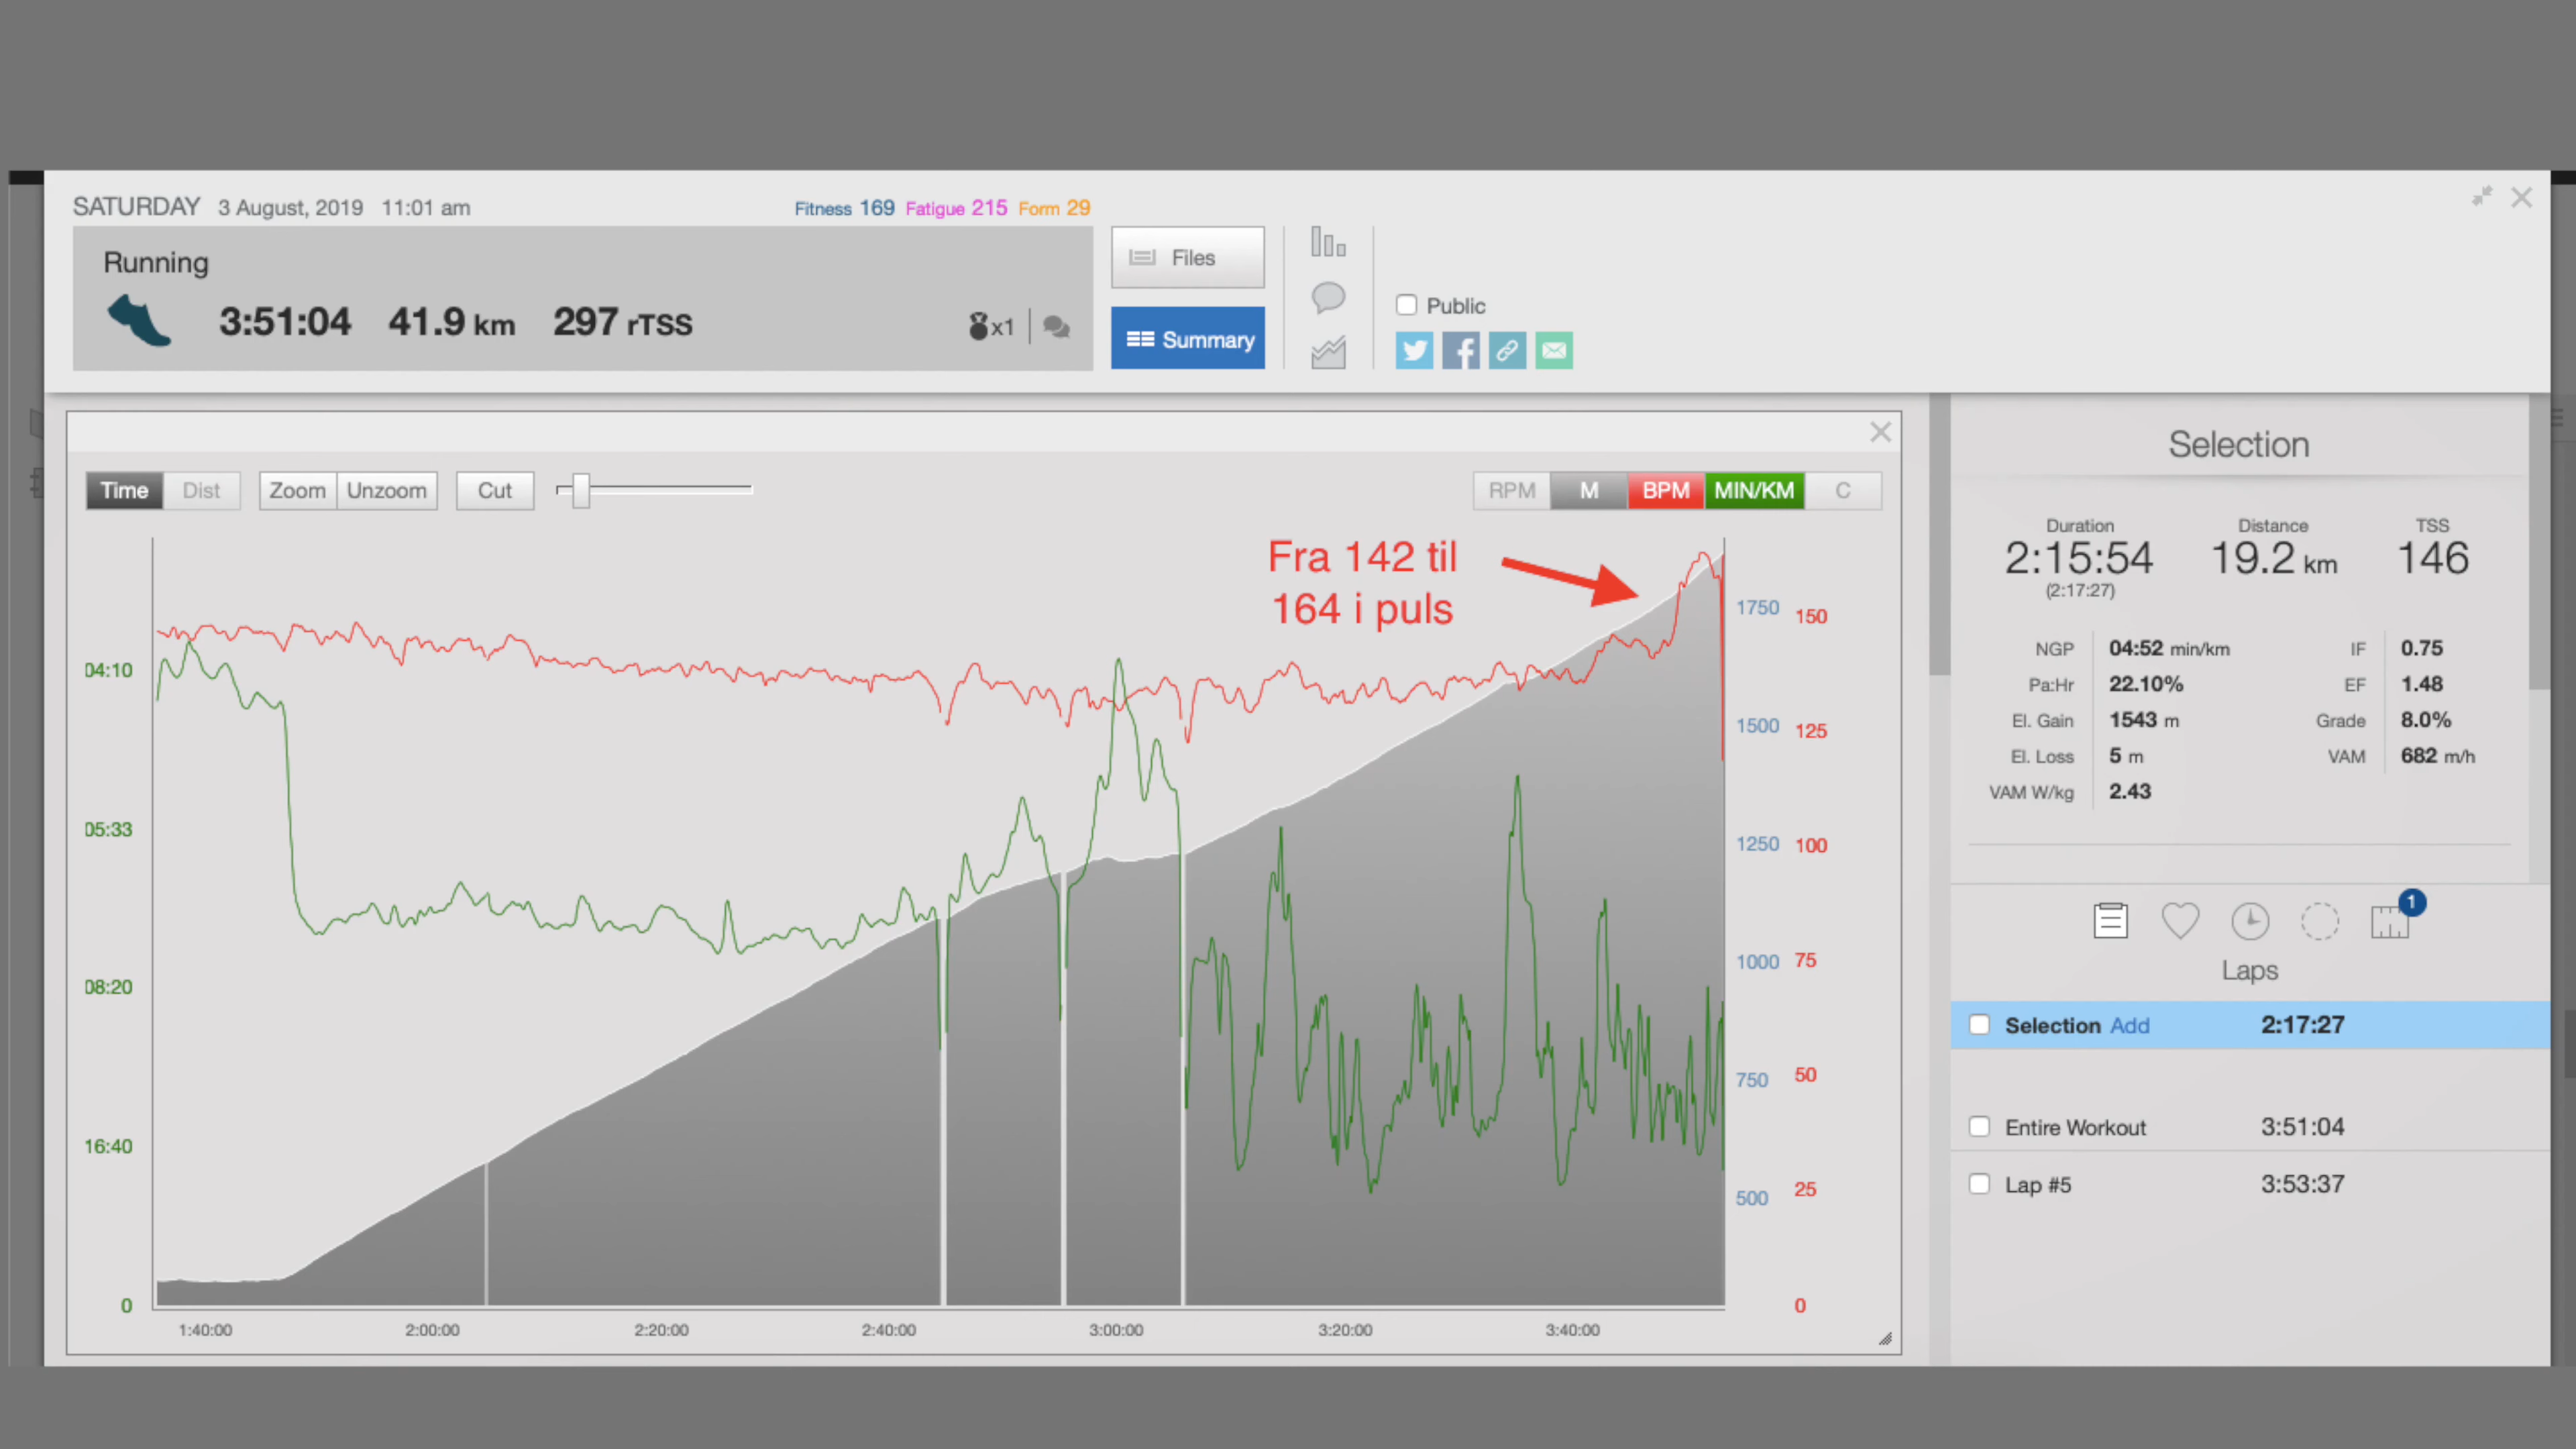 SATURDAY 3 August, 2019 11:01 am
Fitness 169 Fatigue 215 Form 29
Running
3:51:04 41.9 km 297 rTSS
x1
Files
Summary
Public
Time Dist Zoom Unzoom Cut
RPM M BPM MIN/KM C
Fra 142 til
164 i puls
04:10
05:33
08:20
16:40
0
1750 150
1500 125
1250 100
1000 75
750 50
500 25
0
1:40:00 2:00:00 2:20:00 2:40:00 3:00:00 3:20:00 3:40:00
Selection
Duration Distance TSS
2:15:54 19.2 km 146
(2:17:27)
NGP 04:52 min/km IF 0.75
Pa:Hr 22.10% EF 1.48
El. Gain 1543 m Grade 8.0%
El. Loss 5 m VAM 682 m/h
VAM W/kg 2.43
1
Laps
Selection Add 2:17:27
Entire Workout 3:51:04
Lap #5 3:53:37